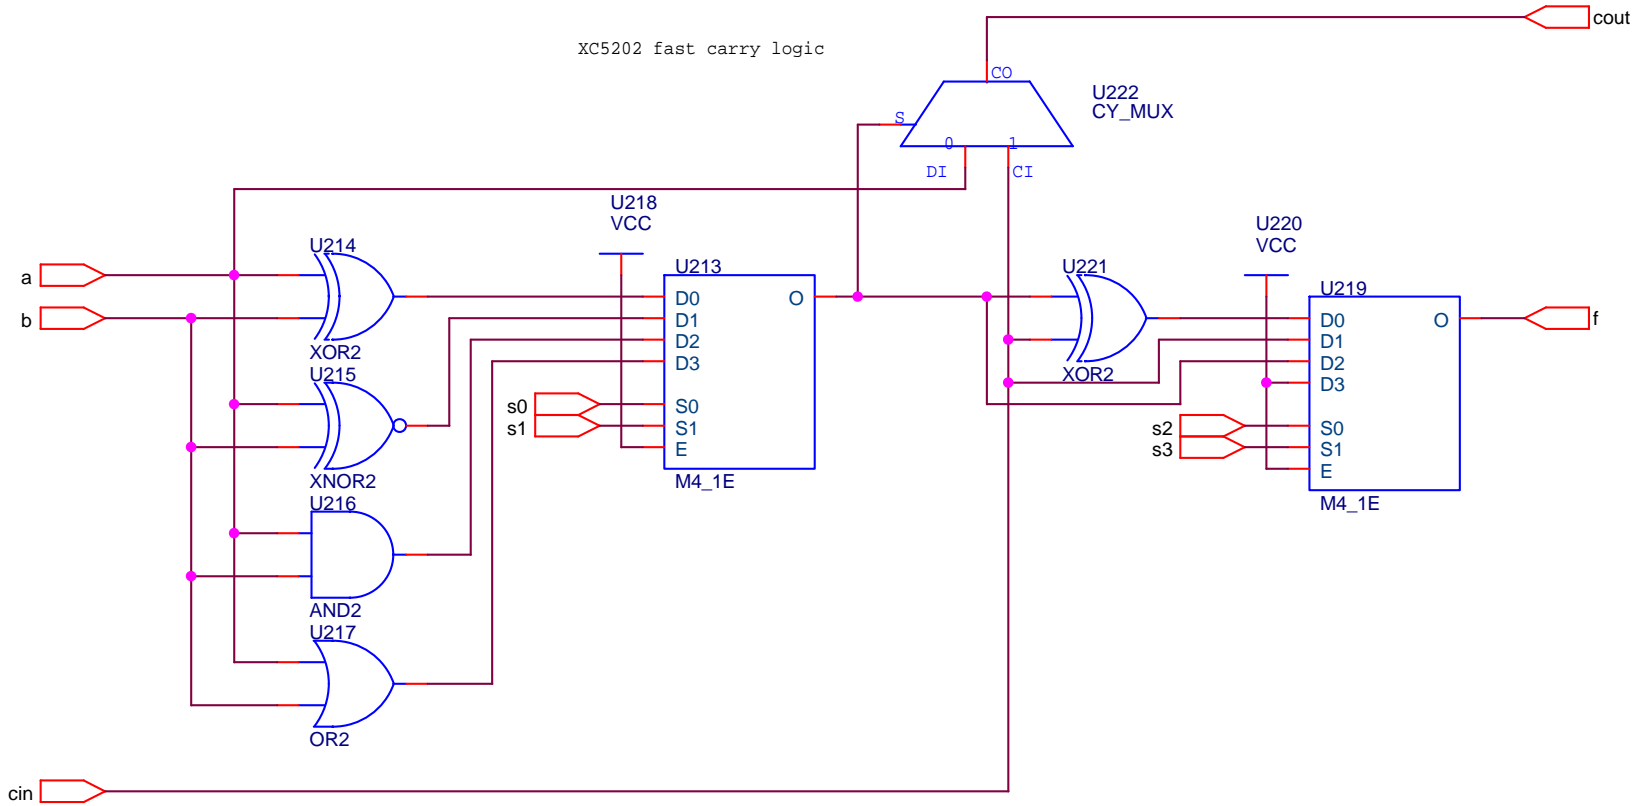 cout
XC5202 fast carry logic
CO
U222
CY_MUX
S
0
1
DI
CI
U218
VCC
U220
VCC
a
U214
XOR2
b
U213
D0
D1
D2
D3
S0
S1
E
O
M4_1E
s0
s1
U221
XOR2
U219
D0
D1
D2
D3
S0
S1
E
O
M4_1E
s2
s3
f
U215
XNOR2
U216
AND2
U217
OR2
cin